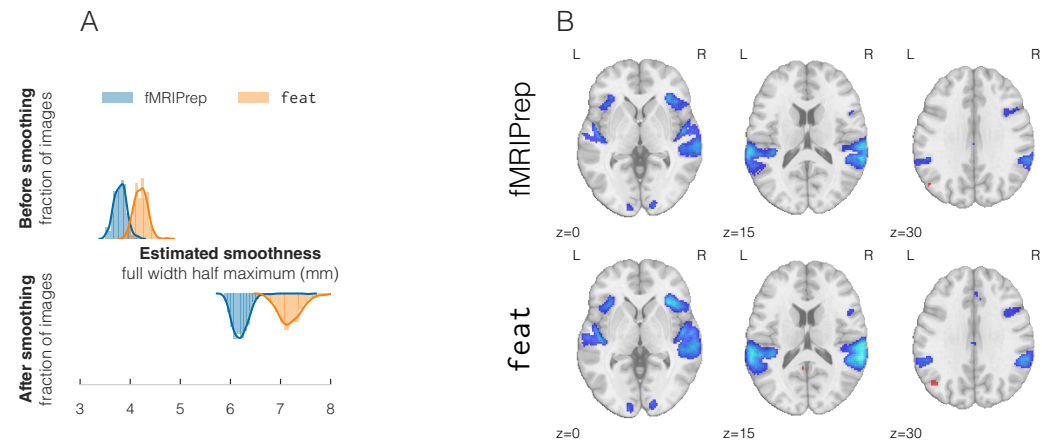 A
fMRIPrep
feat
Before smoothing
fraction of images
Estimated smoothness
full width half maximum (mm)
After smoothing
fraction of images
3 4 5 6 7 8
B
fMRIPrep
L R L R L R
z=0 z=15 z=30
feat
L R L R L R
z=0 z=15 z=30